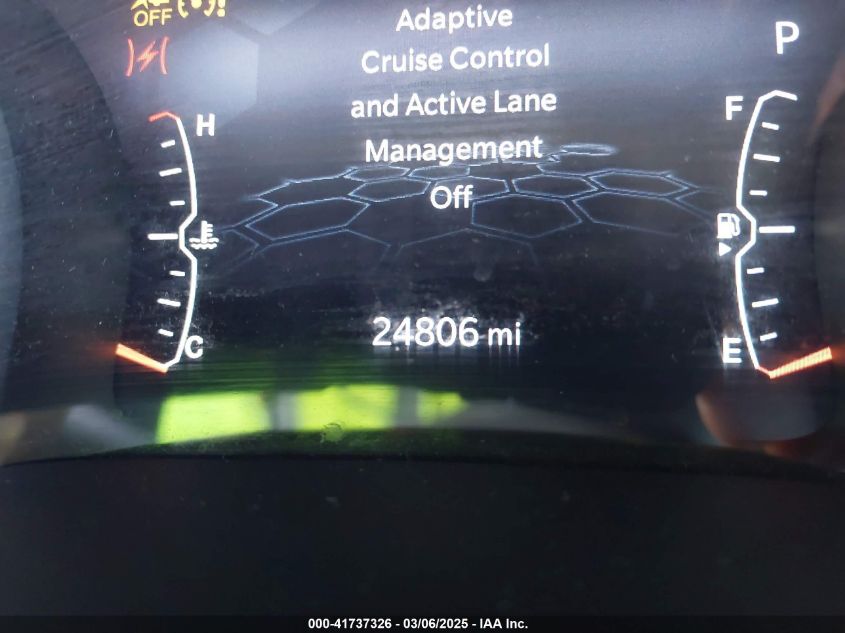 OFF
Adaptive
P
Cruise Control
H
and Active Lane
F
Management
Off
24806 mi
C
E
000-41737326 - 03/06/2025 - IAA Inc.